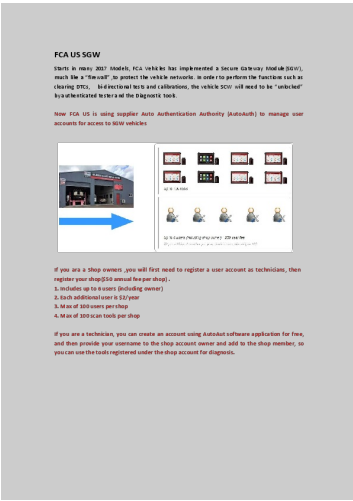 FCA US SGW
Starts in many 2017 Models, FCA Vehicles has implemented a Secure Gateway Module(SGW),
much like a "firewall" ,to protect the vehicle networks. In order to perform the functions such as
clearing DTCs, bi-directional tests and calibrations, the vehicle SGW will need to be "unlocked"
by authenticated tester and the Diagnostic tools.
Now FCA US is using supplier Auto Authentication Authority (AutoAuth) to manage user
accounts for access to SGW vehicles
If you are a Shop owners ,you will first need to register a user account as technicians, then
register your shop($50 annual fee per shop) .
1. Includes up to 6 users (including owner)
2. Each additional user is $2/year
3. Max of 100 users per shop
4. Max of 100 scan tools per shop
If you are a technician, you can create an account using AutoAut software application for free,
and then provide your username to the shop account owner and add to the shop member, so
you can use the tools registered under the shop account for diagnosis.